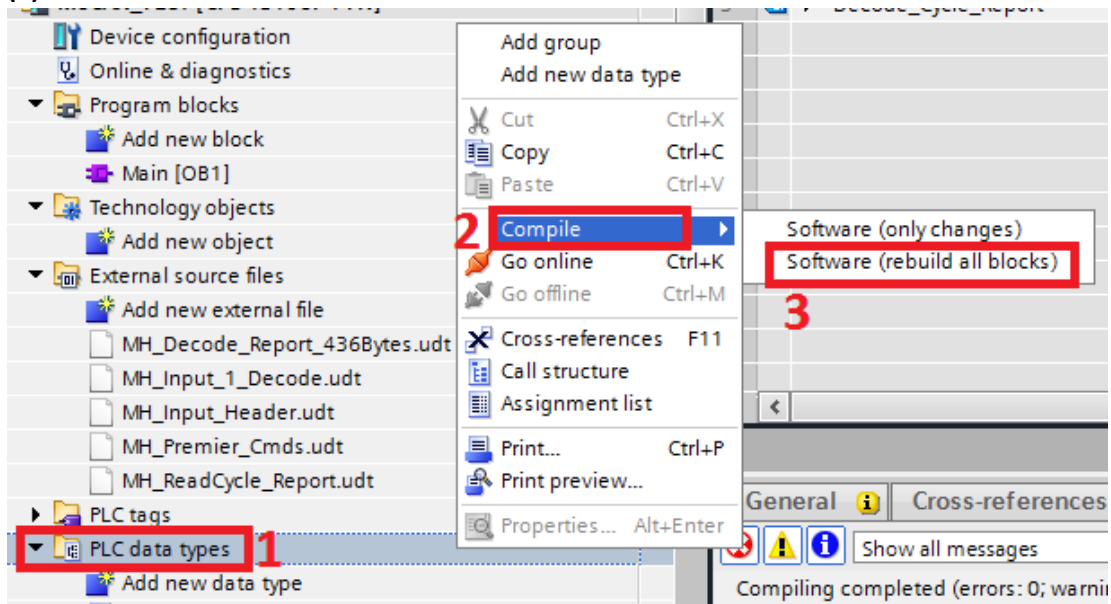 Device configuration
Online & diagnostics
Program blocks
Add new block
Main [OB1]
Technology objects
Add new object
External source files
Add new external file
MH_Decode_Report_436Bytes.udt
MH_Input_1_Decode.udt
MH_Input_Header.udt
MH_Premier_Cmds.udt
MH_ReadCycle_Report.udt
PLC tags
PLC data types 1
Add new data type
Add group
Add new data type
Cut Ctrl+X
Copy Ctrl+C
Paste Ctrl+V
2 Compile
Go online Ctrl+K
Go offline Ctrl+M
Cross-references F11
Call structure
Assignment list
Print... Ctrl+P
Print preview...
Properties... Alt+Enter
Decode_Cycle_Report
Software (only changes)
Software (rebuild all blocks)
3
General Cross-references
Show all messages
Compiling completed (errors: 0;